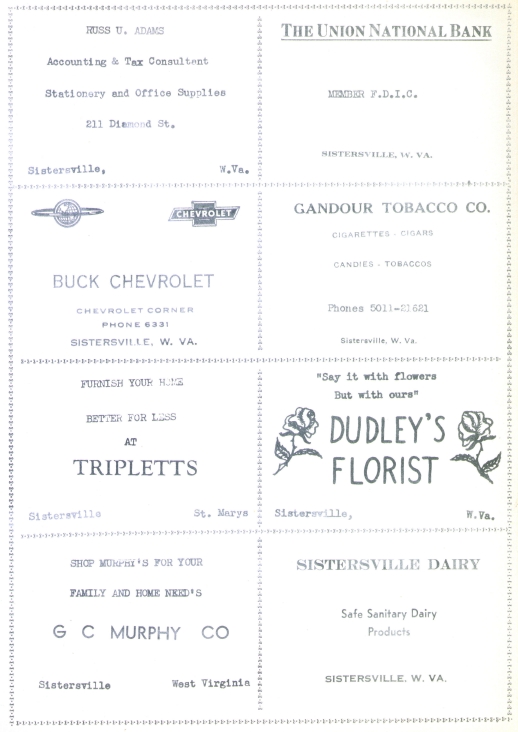 RUSS U. ADAMS
Accounting & Tax Consultant
Stationery and Office Supplies
211 Diamond St.
Sistersville, W.Va.
THE UNION NATIONAL BANK
MEMBER F.D.I.C.
SISTERSVILLE, W. VA.
CHEVROLET
BUCK CHEVROLET
CHEVROLET CORNER
PHONE 6331
SISTERSVILLE, W. VA.
GANDOUR TOBACCO CO.
CIGARETTES - CIGARS
CANDIES - TOBACCOS
Phones 5011-21621
Sistersville, W. Va.
FURNISH YOUR HOME
BETTER FOR LESS
AT
TRIPLETTS
Sistersville St. Marys
"Say it with flowers
But with ours"
DUDLEY'S
FLORIST
Sistersville, W.Va.
SHOP MURPHY'S FOR YOUR
FAMILY AND HOME NEED'S
G C MURPHY CO
Sistersville West Virginia
SISTERSVILLE DAIRY
Safe Sanitary Dairy
Products
SISTERSVILLE, W. VA.